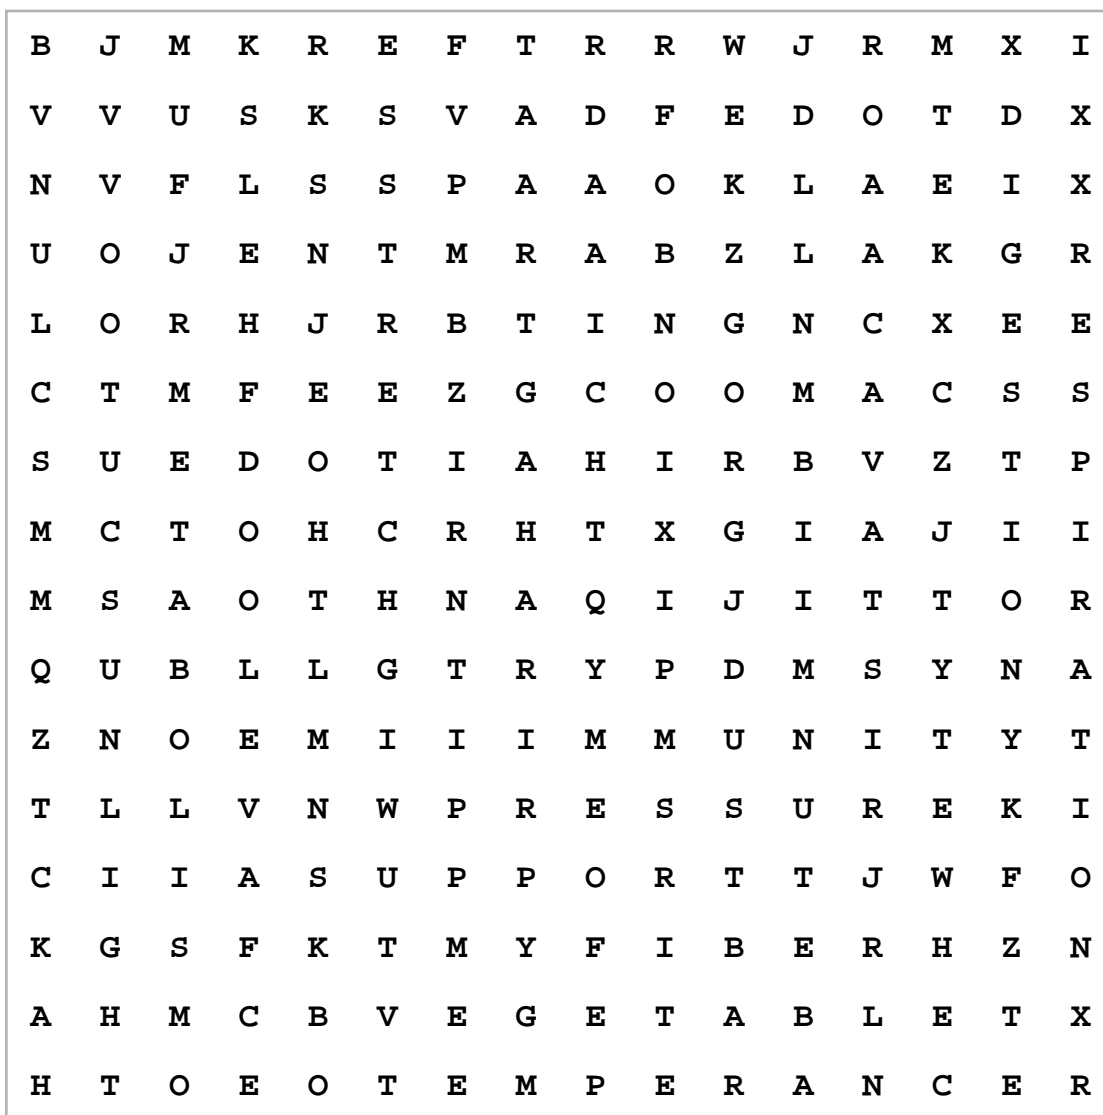 B J M K R E F T R R W J R M X I
V V U S K S V A D F E D O T D X
N V F L S S P A A O K L A E I X
U O J E N T M R A B Z L A K G R
L O R H J R B T I N G N C X E E
C T M F E E Z G C O O M A C S S
S U E D O T I A H I R B V Z T P
M C T O H C R H T X G I A J I I
M S A O T H N A Q I J I T T O R
Q U B L L G T R Y P D M S Y N A
Z N O E M I I I M M U N I T Y T
T L L V N W P R E S S U R E K I
C I I A S U P P O R T T J W F O
K G S F K T M Y F I B E R H Z N
A H M C B V E G E T A B L E T X
H T O E O T E M P E R A N C E R